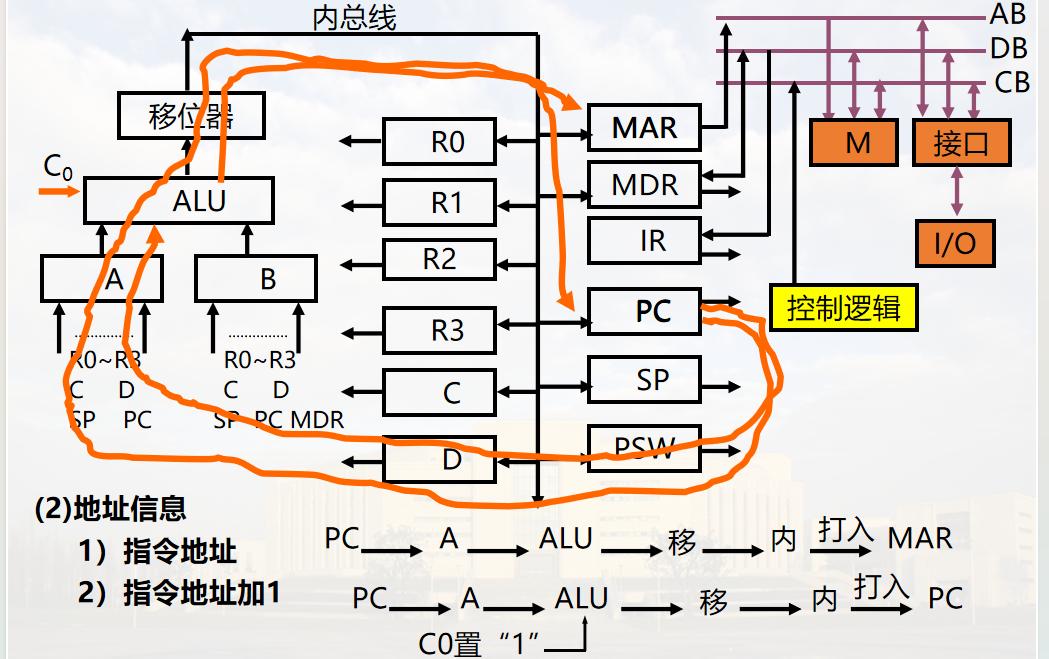 内总线
AB
DB
CB
移位器
C0
ALU
A
B
R0~R3
C D
SP PC
R0~R3
C D
SP PC MDR
R0
R1
R2
R3
C
D
MAR
MDR
IR
PC
SP
PSW
M
接口
I/O
控制逻辑
(2)地址信息
1）指令地址
PC A ALU 移 内 打入 MAR
2）指令地址加1
PC A ALU 移 内 打入 PC
C0置“1”